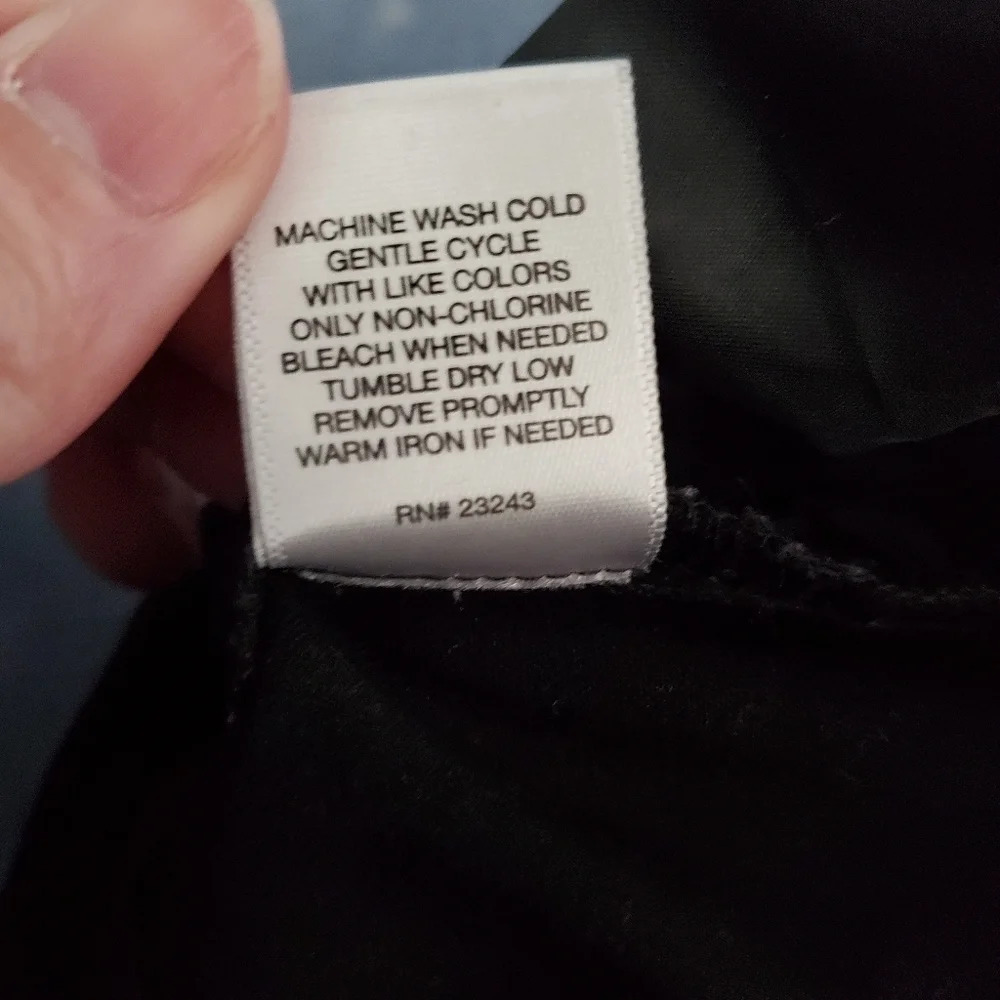 MACHINE WASH COLD
GENTLE CYCLE
WITH LIKE COLORS
ONLY NON-CHLORINE
BLEACH WHEN NEEDED
TUMBLE DRY LOW
REMOVE PROMPTLY
WARM IRON IF NEEDED
RN# 23243